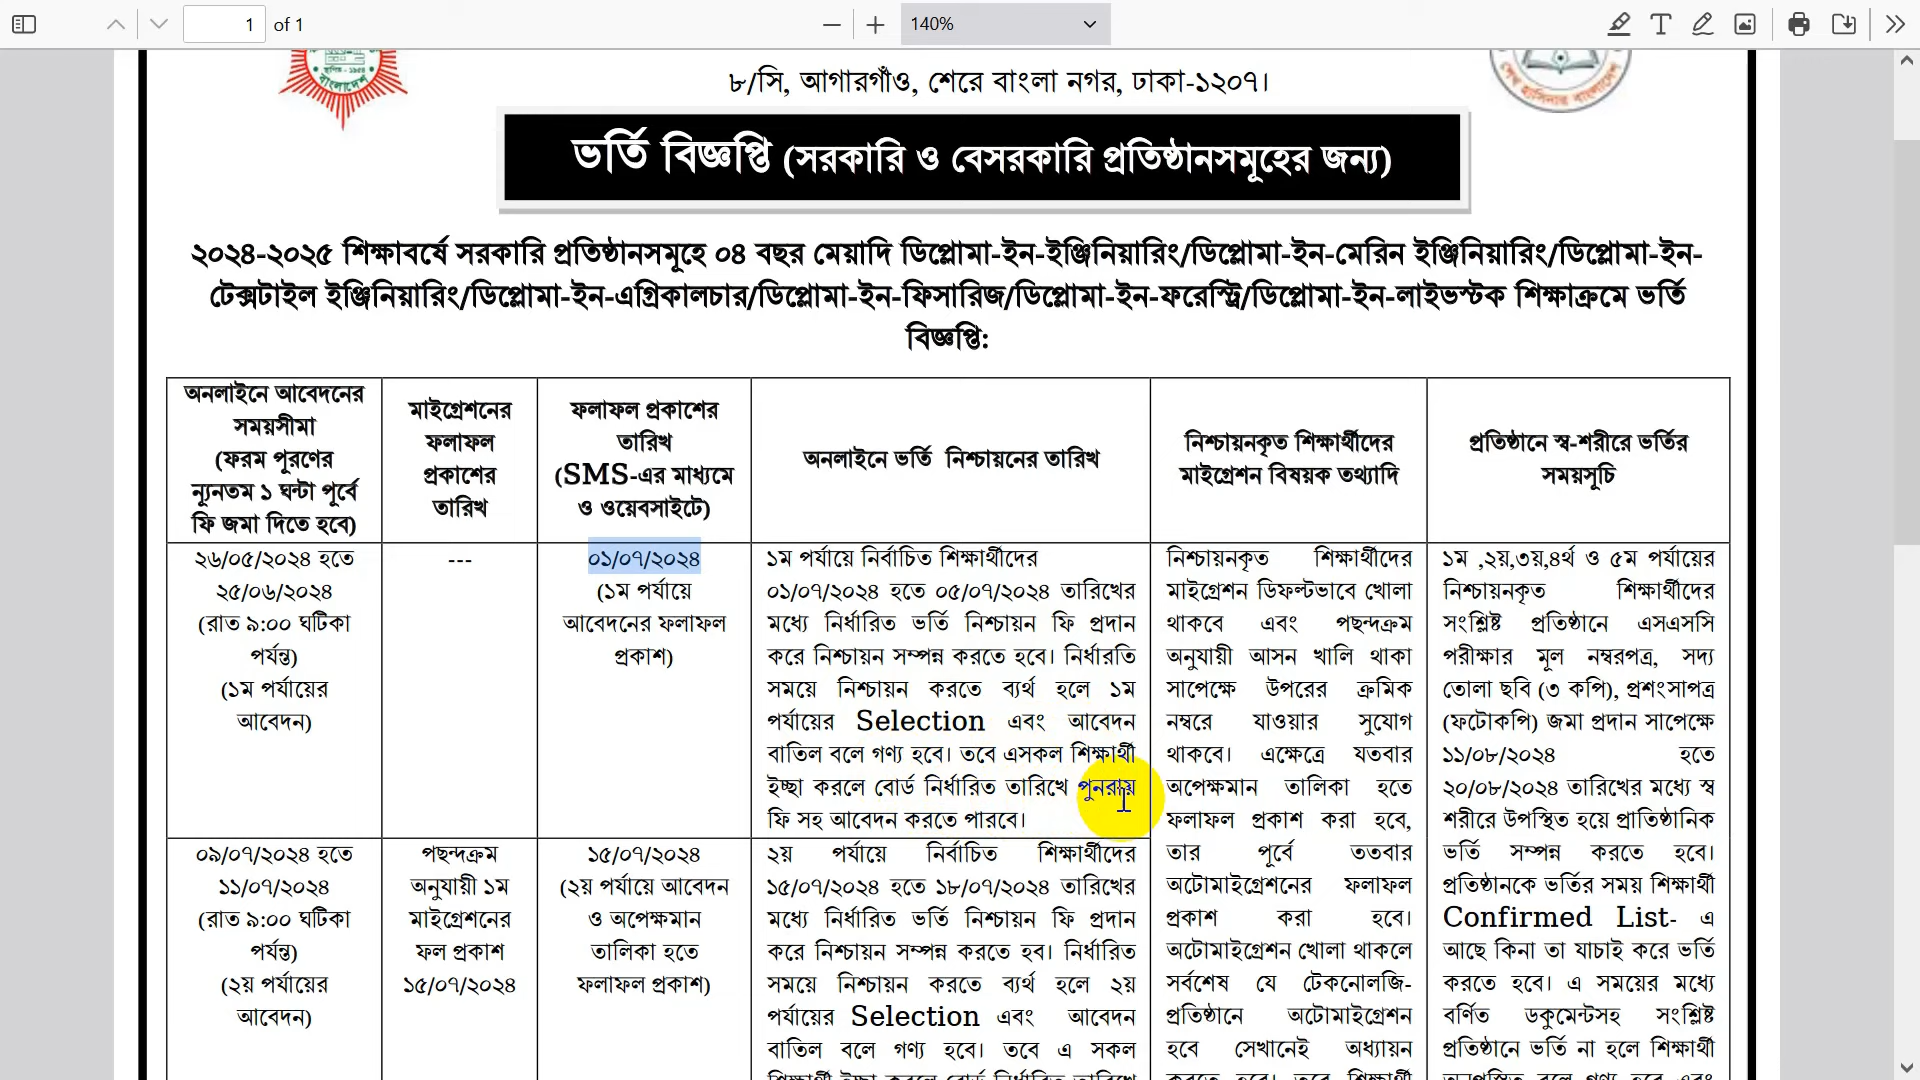 1
of 1
140%
স্থাপিত - ১৯৫৪
বাংলাদেশ
শেখ হাসিনার বাংলাদেশ
৮/সি, আগারগাঁও, শেরে বাংলা নগর, ঢাকা-১২০৭।
ভর্তি বিজ্ঞপ্তি (সরকারি ও বেসরকারি প্রতিষ্ঠানসমূহের জন্য)
২০২৪-২০২৫ শিক্ষাবর্ষে সরকারি প্রতিষ্ঠানসমূহে ০৪ বছর মেয়াদি ডিপ্লোমা-ইন-ইঞ্জিনিয়ারিং/ডিপ্লোমা-ইন-মেরিন ইঞ্জিনিয়ারিং/ডিপ্লোমা-ইন-
টেক্সটাইল ইঞ্জিনিয়ারিং/ডিপ্লোমা-ইন-এগ্রিকালচার/ডিপ্লোমা-ইন-ফিসারিজ/ডিপ্লোমা-ইন-ফরেস্ট্রি/ডিপ্লোমা-ইন-লাইভস্টক শিক্ষাক্রমে ভর্তি
বিজ্ঞপ্তি:
অনলাইনে আবেদনের
সময়সীমা
(ফরম পূরণের
ন্যূনতম ১ ঘন্টা পূর্বে
ফি জমা দিতে হবে)
মাইগ্রেশনের
ফলাফল
প্রকাশের
তারিখ
ফলাফল প্রকাশের
তারিখ
(SMS-এর মাধ্যমে
ও ওয়েবসাইটে)
অনলাইনে ভর্তি নিশ্চায়নের তারিখ
নিশ্চায়নকৃত শিক্ষার্থীদের
মাইগ্রেশন বিষয়ক তথ্যাদি
প্রতিষ্ঠানে স্ব-শরীরে ভর্তির
সময়সূচি
২৬/০৫/২০২৪ হতে
২৫/০৬/২০২৪
(রাত ৯:০০ ঘটিকা
পর্যন্ত)
(১ম পর্যায়ের
আবেদন)
---
০১/০৭/২০২৪
(১ম পর্যায়ে
আবেদনের ফলাফল
প্রকাশ)
১ম পর্যায়ে নির্বাচিত শিক্ষার্থীদের
০১/০৭/২০২৪ হতে ০৫/০৭/২০২৪ তারিখের
মধ্যে নির্ধারিত ভর্তি নিশ্চায়ন ফি প্রদান
করে নিশ্চায়ন সম্পন্ন করতে হবে। নির্ধারতি
সময়ে নিশ্চায়ন করতে ব্যর্থ হলে ১ম
পর্যায়ের Selection এবং আবেদন
বাতিল বলে গণ্য হবে। তবে এসকল শিক্ষার্থী
ইচ্ছা করলে বোর্ড নির্ধারিত তারিখে পুনরায়
ফি সহ আবেদন করতে পারবে।
নিশ্চায়নকৃত শিক্ষার্থীদের
মাইগ্রেশন ডিফল্টভাবে খোলা
থাকবে এবং পছন্দক্রম
অনুযায়ী আসন খালি থাকা
সাপেক্ষে উপরের ক্রমিক
নম্বরে যাওয়ার সুযোগ
থাকবে। এক্ষেত্রে যতবার
অপেক্ষমান তালিকা হতে
ফলাফল প্রকাশ করা হবে,
তার পূর্বে ততবার
অটোমাইগ্রেশনের ফলাফল
প্রকাশ করা হবে।
অটোমাইগ্রেশন খোলা থাকলে
সর্বশেষ যে টেকনোলজি-
প্রতিষ্ঠানে অটোমাইগ্রেশন
হবে সেখানেই অধ্যায়ন
করতে হবে। তবে শিক্ষার্থী
১ম ,২য়,৩য়,৪র্থ ও ৫ম পর্যায়ের
নিশ্চায়নকৃত শিক্ষার্থীদের
সংশ্লিষ্ট প্রতিষ্ঠানে এসএসসি
পরীক্ষার মূল নম্বরপত্র, সদ্য
তোলা ছবি (৩ কপি), প্রশংসাপত্র
(ফটোকপি) জমা প্রদান সাপেক্ষে
১১/০৮/২০২৪ হতে
২০/০৮/২০২৪ তারিখের মধ্যে স্ব
শরীরে উপস্থিত হয়ে প্রাতিষ্ঠানিক
ভর্তি সম্পন্ন করতে হবে।
প্রতিষ্ঠানকে ভর্তির সময় শিক্ষার্থী
Confirmed List- এ
আছে কিনা তা যাচাই করে ভর্তি
করতে হবে। এ সময়ের মধ্যে
বর্ণিত ডকুমেন্টসহ সংশ্লিষ্ট
প্রতিষ্ঠানে ভর্তি না হলে শিক্ষার্থী
অনুপস্থিত বলে গণ্য হবে এবং
০৯/০৭/২০২৪ হতে
১১/০৭/২০২৪
(রাত ৯:০০ ঘটিকা
পর্যন্ত)
(২য় পর্যায়ের
আবেদন)
পছন্দক্রম
অনুযায়ী ১ম
মাইগ্রেশনের
ফল প্রকাশ
১৫/০৭/২০২৪
১৫/০৭/২০২৪
(২য় পর্যায়ে আবেদন
ও অপেক্ষমান
তালিকা হতে
ফলাফল প্রকাশ)
২য় পর্যায়ে নির্বাচিত শিক্ষার্থীদের
১৫/০৭/২০২৪ হতে ১৮/০৭/২০২৪ তারিখের
মধ্যে নির্ধারিত ভর্তি নিশ্চায়ন ফি প্রদান
করে নিশ্চায়ন সম্পন্ন করতে হব। নির্ধারিত
সময়ে নিশ্চায়ন করতে ব্যর্থ হলে ২য়
পর্যায়ের Selection এবং আবেদন
বাতিল বলে গণ্য হবে। তবে এ সকল
শিক্ষার্থী ইচ্ছা করলে বোর্ড নির্ধারিত তারিখে